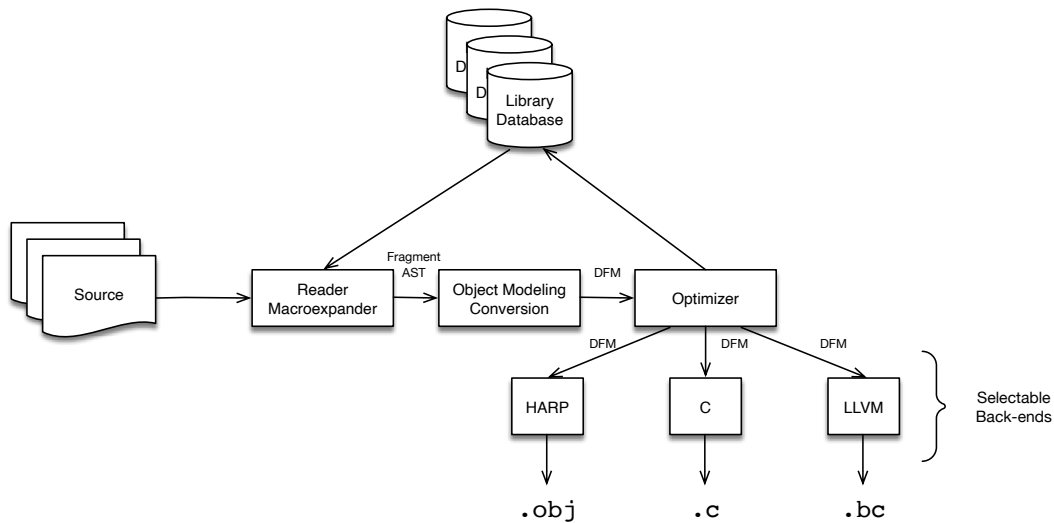 D
D
Library
Database
Fragment
AST
DFM
Source
Reader
Macroexpander
Object Modeling
Conversion
Optimizer
DFM
DFM
DFM
HARP
C
LLVM
Selectable
Back-ends
.obj
.c
.bc